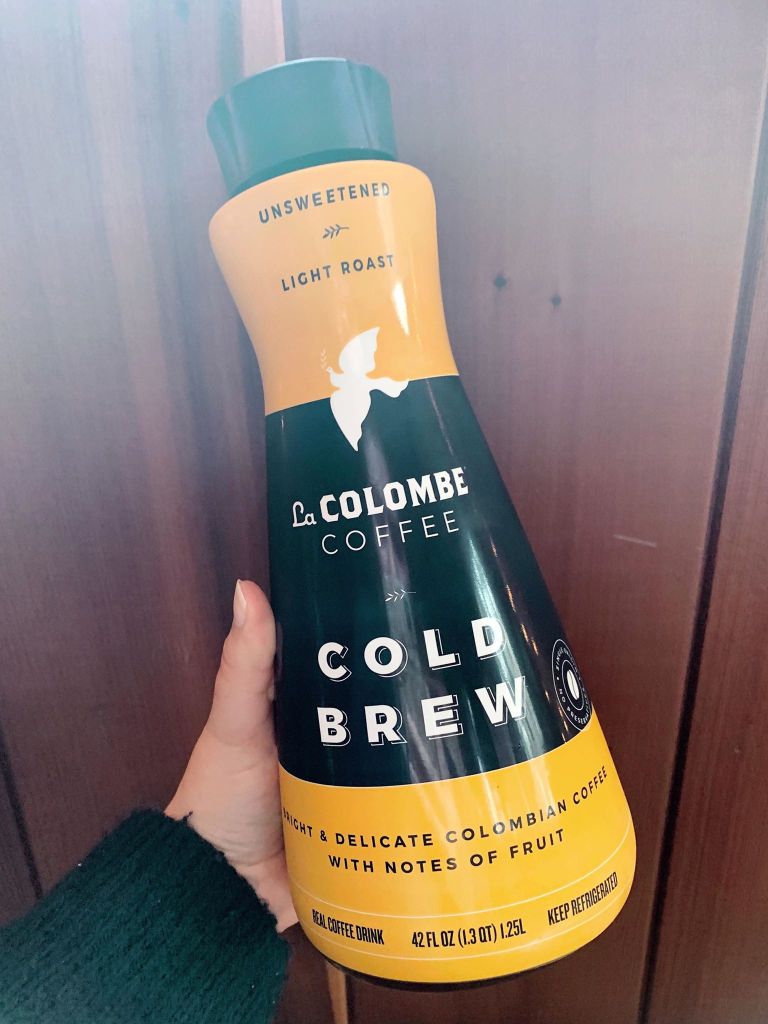 UNSWEETENED
LIGHT ROAST
La COLOMBE
COFFEE
COLD
BREW
BRIGHT & DELICATE COLOMBIAN COFFEE
WITH NOTES OF FRUIT
REAL COFFEE DRINK 42 FL OZ (1.3 QT) 1.25L KEEP REFRIGERATED